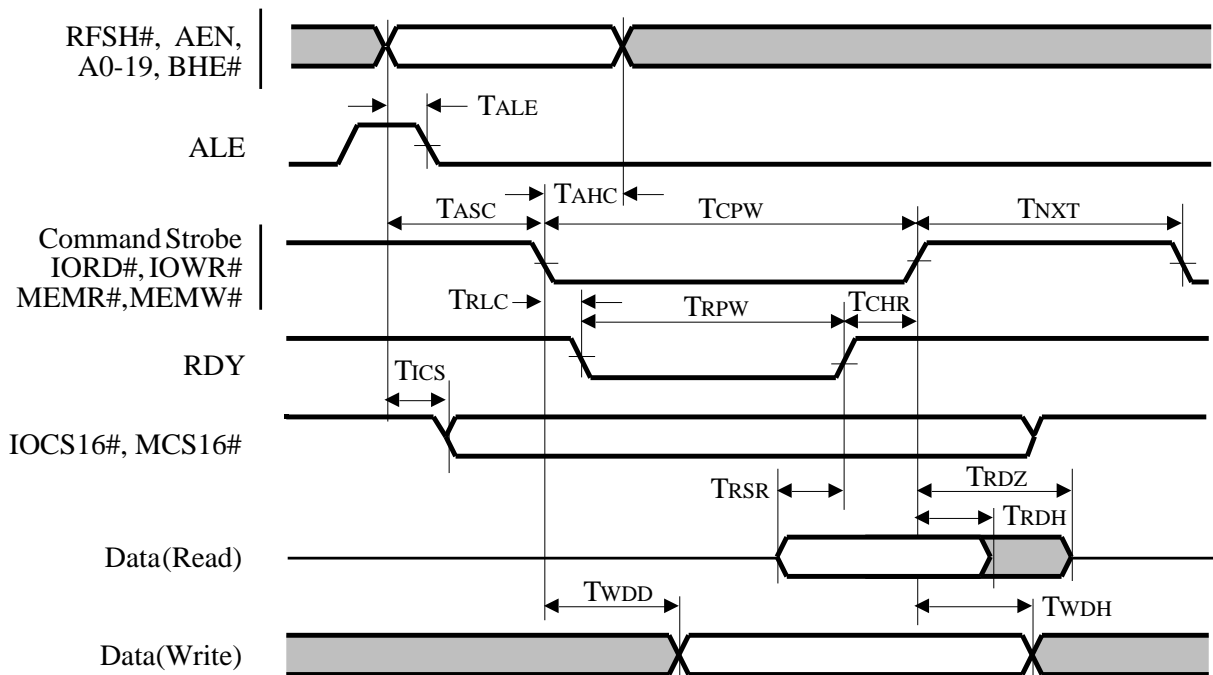 RFSH#, AEN,
A0-19, BHE#
TALE
ALE
TAHC
TASC
TCPW
TNXT
Command Strobe
IORD#, IOWR#
MEMR#,MEMW#
TRLC
TRPW
TCHR
RDY
TICS
IOCS16#, MCS16#
TRSR
TRDZ
TRDH
Data(Read)
TWDD
TWDH
Data(Write)